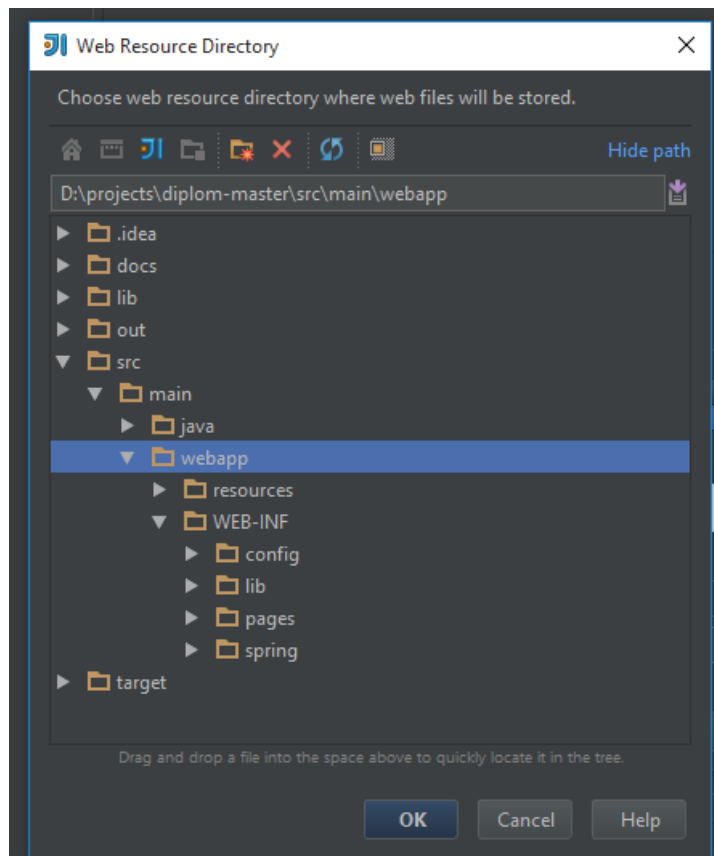 Web Resource Directory
Choose web resource directory where web files will be stored.
Hide path
D:\projects\diplom-master\src\main\webapp
.idea
docs
lib
out
src
main
java
webapp
resources
WEB-INF
config
lib
pages
spring
target
Drag and drop a file into the space above to quickly locate it in the tree.
OK Cancel Help